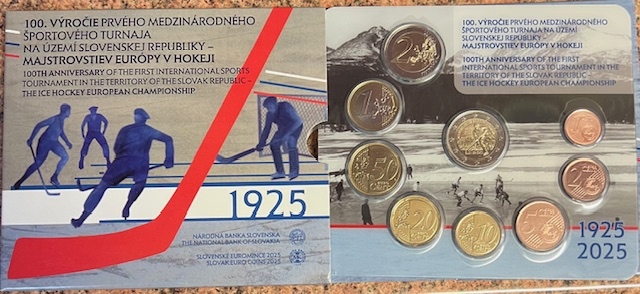 100. VÝROČIE PRVÉHO MEDZINÁRODNÉHO
ŠPORTOVÉHO TURNAJA
NA ÚZEMÍ SLOVENSKEJ REPUBLIKY –
MAJSTROVSTIEV EURÓPY V HOKEJI
100TH ANNIVERSARY OF THE FIRST INTERNATIONAL SPORTS
TOURNAMENT IN THE TERRITORY OF THE SLOVAK REPUBLIC –
THE ICE HOCKEY EUROPEAN CHAMPIONSHIP
1925
NÁRODNÁ BANKA SLOVENSKA
THE NATIONAL BANK OF SLOVAKIA
SLOVENSKÉ EUROMINCE 2025
SLOVAK EURO COINS 2025
100. VÝROČIE PRVÉHO MEDZINÁRODNÉHO
ŠPORTOVÉHO TURNAJA NA ÚZEMÍ
SLOVENSKEJ REPUBLIKY –
MAJSTROVSTIEV EURÓPY V HOKEJI
100TH ANNIVERSARY OF THE FIRST
INTERNATIONAL SPORTS TOURNAMENT IN THE
TERRITORY OF THE SLOVAK REPUBLIC –
THE ICE HOCKEY EUROPEAN CHAMPIONSHIP
2
1
50
20
10
5
2
1925
2025